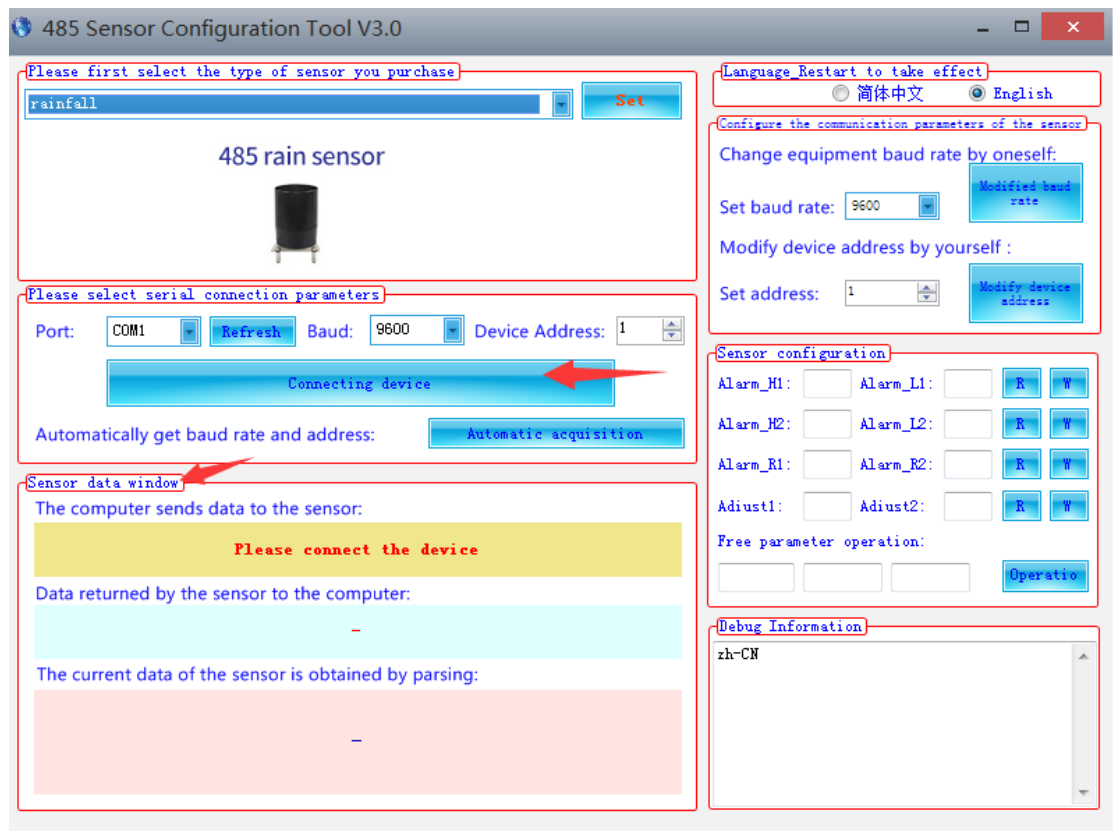 485 Sensor Configuration Tool V3.0
Please first select the type of sensor you purchase
rainfall
Set
485 rain sensor
Please select serial connection parameters
Port: COM1 Refresh Baud: 9600 Device Address: 1
Connecting device
Automatically get baud rate and address: Automatic acquisition
Sensor data window
The computer sends data to the sensor:
Please connect the device
Data returned by the sensor to the computer:
—
The current data of the sensor is obtained by parsing:
—
Language_Restart to take effect
简体中文 English
Configure the communication parameters of the sensor
Change equipment baud rate by oneself:
Set baud rate: 9600
Modified baud
rate
Modify device address by yourself :
Set address: 1
Modify device
address
Sensor configuration
Alarm_H1: Alarm_L1: R W
Alarm_H2: Alarm_L2: R W
Alarm_R1: Alarm_R2: R W
Adiust1: Adiust2: R W
Free parameter operation:
Operatio
Debug Information
zh-CN